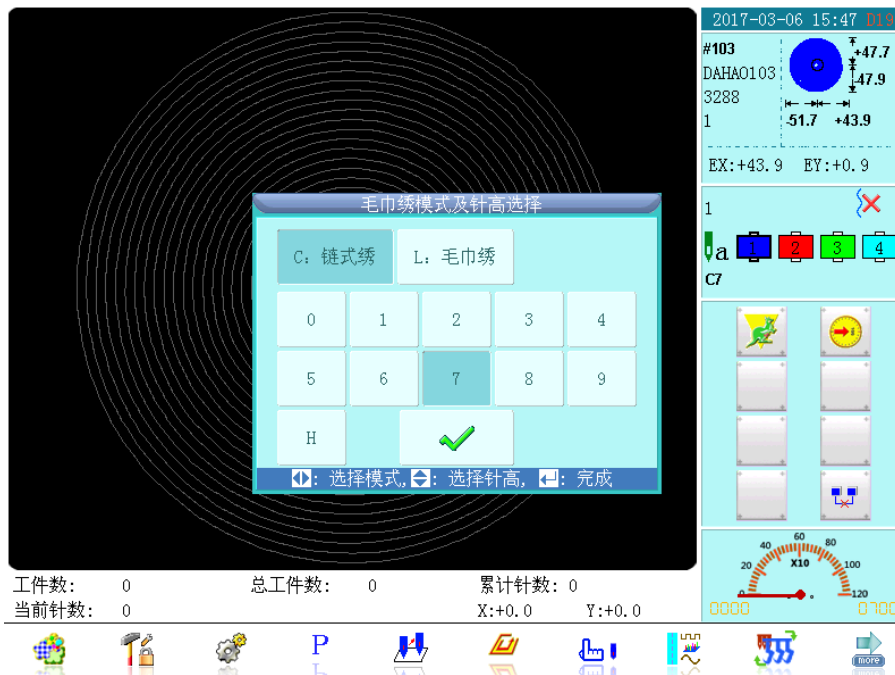 2017-03-06 15:47 D19
#103
DAHAO103
3288
1
+47.7
-47.9
-51.7 +43.9
EX:+43.9 EY:+0.9
毛巾绣模式及针高选择
C: 链式绣 L: 毛巾绣
0 1 2 3 4
5 6 7 8 9
H
: 选择模式, : 选择针高, : 完成
1
a 1 2 3 4
C7
0 20 40 60 80 100 120
X10
0000 0700
工件数: 0 总工件数: 0 累计针数: 0
当前针数: 0 X:+0.0 Y:+0.0
P
more